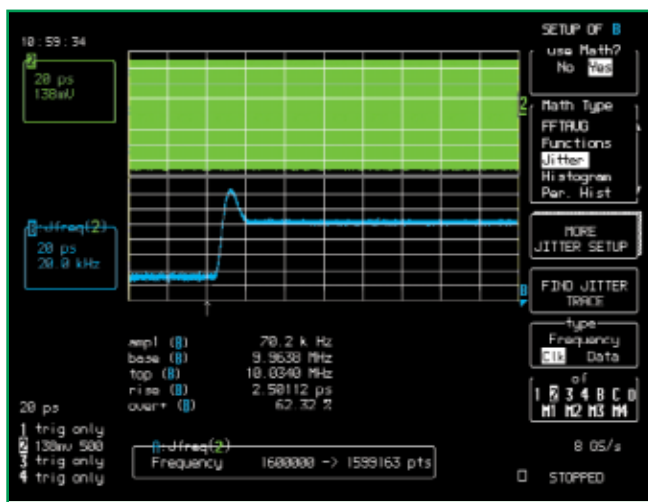 10:59:34
2
20 ps
138mV
B:Jfreq(2)
20 ps
20.0 kHz
2
B
SETUP OF B
use Math?
No Yes
Math Type
FFTAVG
Functions
Jitter
Histogram
Per. Hist
MORE
JITTER SETUP
FIND JITTER
TRACE
type
Frequency
Clk Data
of
1 2 3 4 B C D
M1 M2 M3 M4
ampl (B) 70.2 k Hz
base (B) 9.9638 MHz
top (B) 10.0340 MHz
rise (B) 2.50112 ps
over+ (B) 62.32 %
20 ps
1 trig only
2 138mv 500
3 trig only
4 trig only
B:Jfreq(2)
Frequency 1600000 -> 1599163 pts
8 GS/s
STOPPED